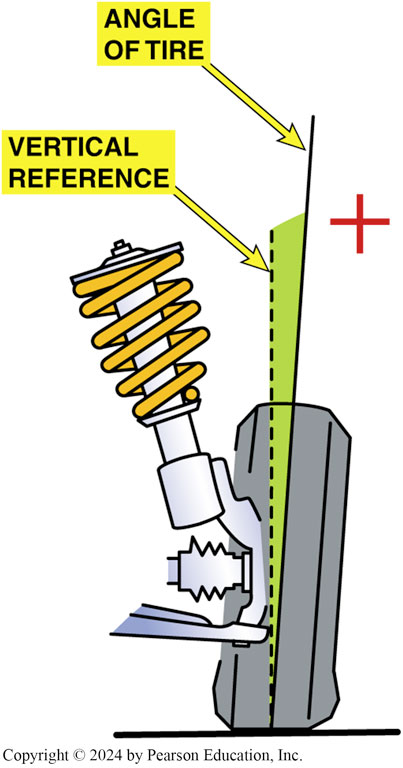 ANGLE
OF TIRE
VERTICAL
REFERENCE
+
Copyright © 2024 by Pearson Education, Inc.